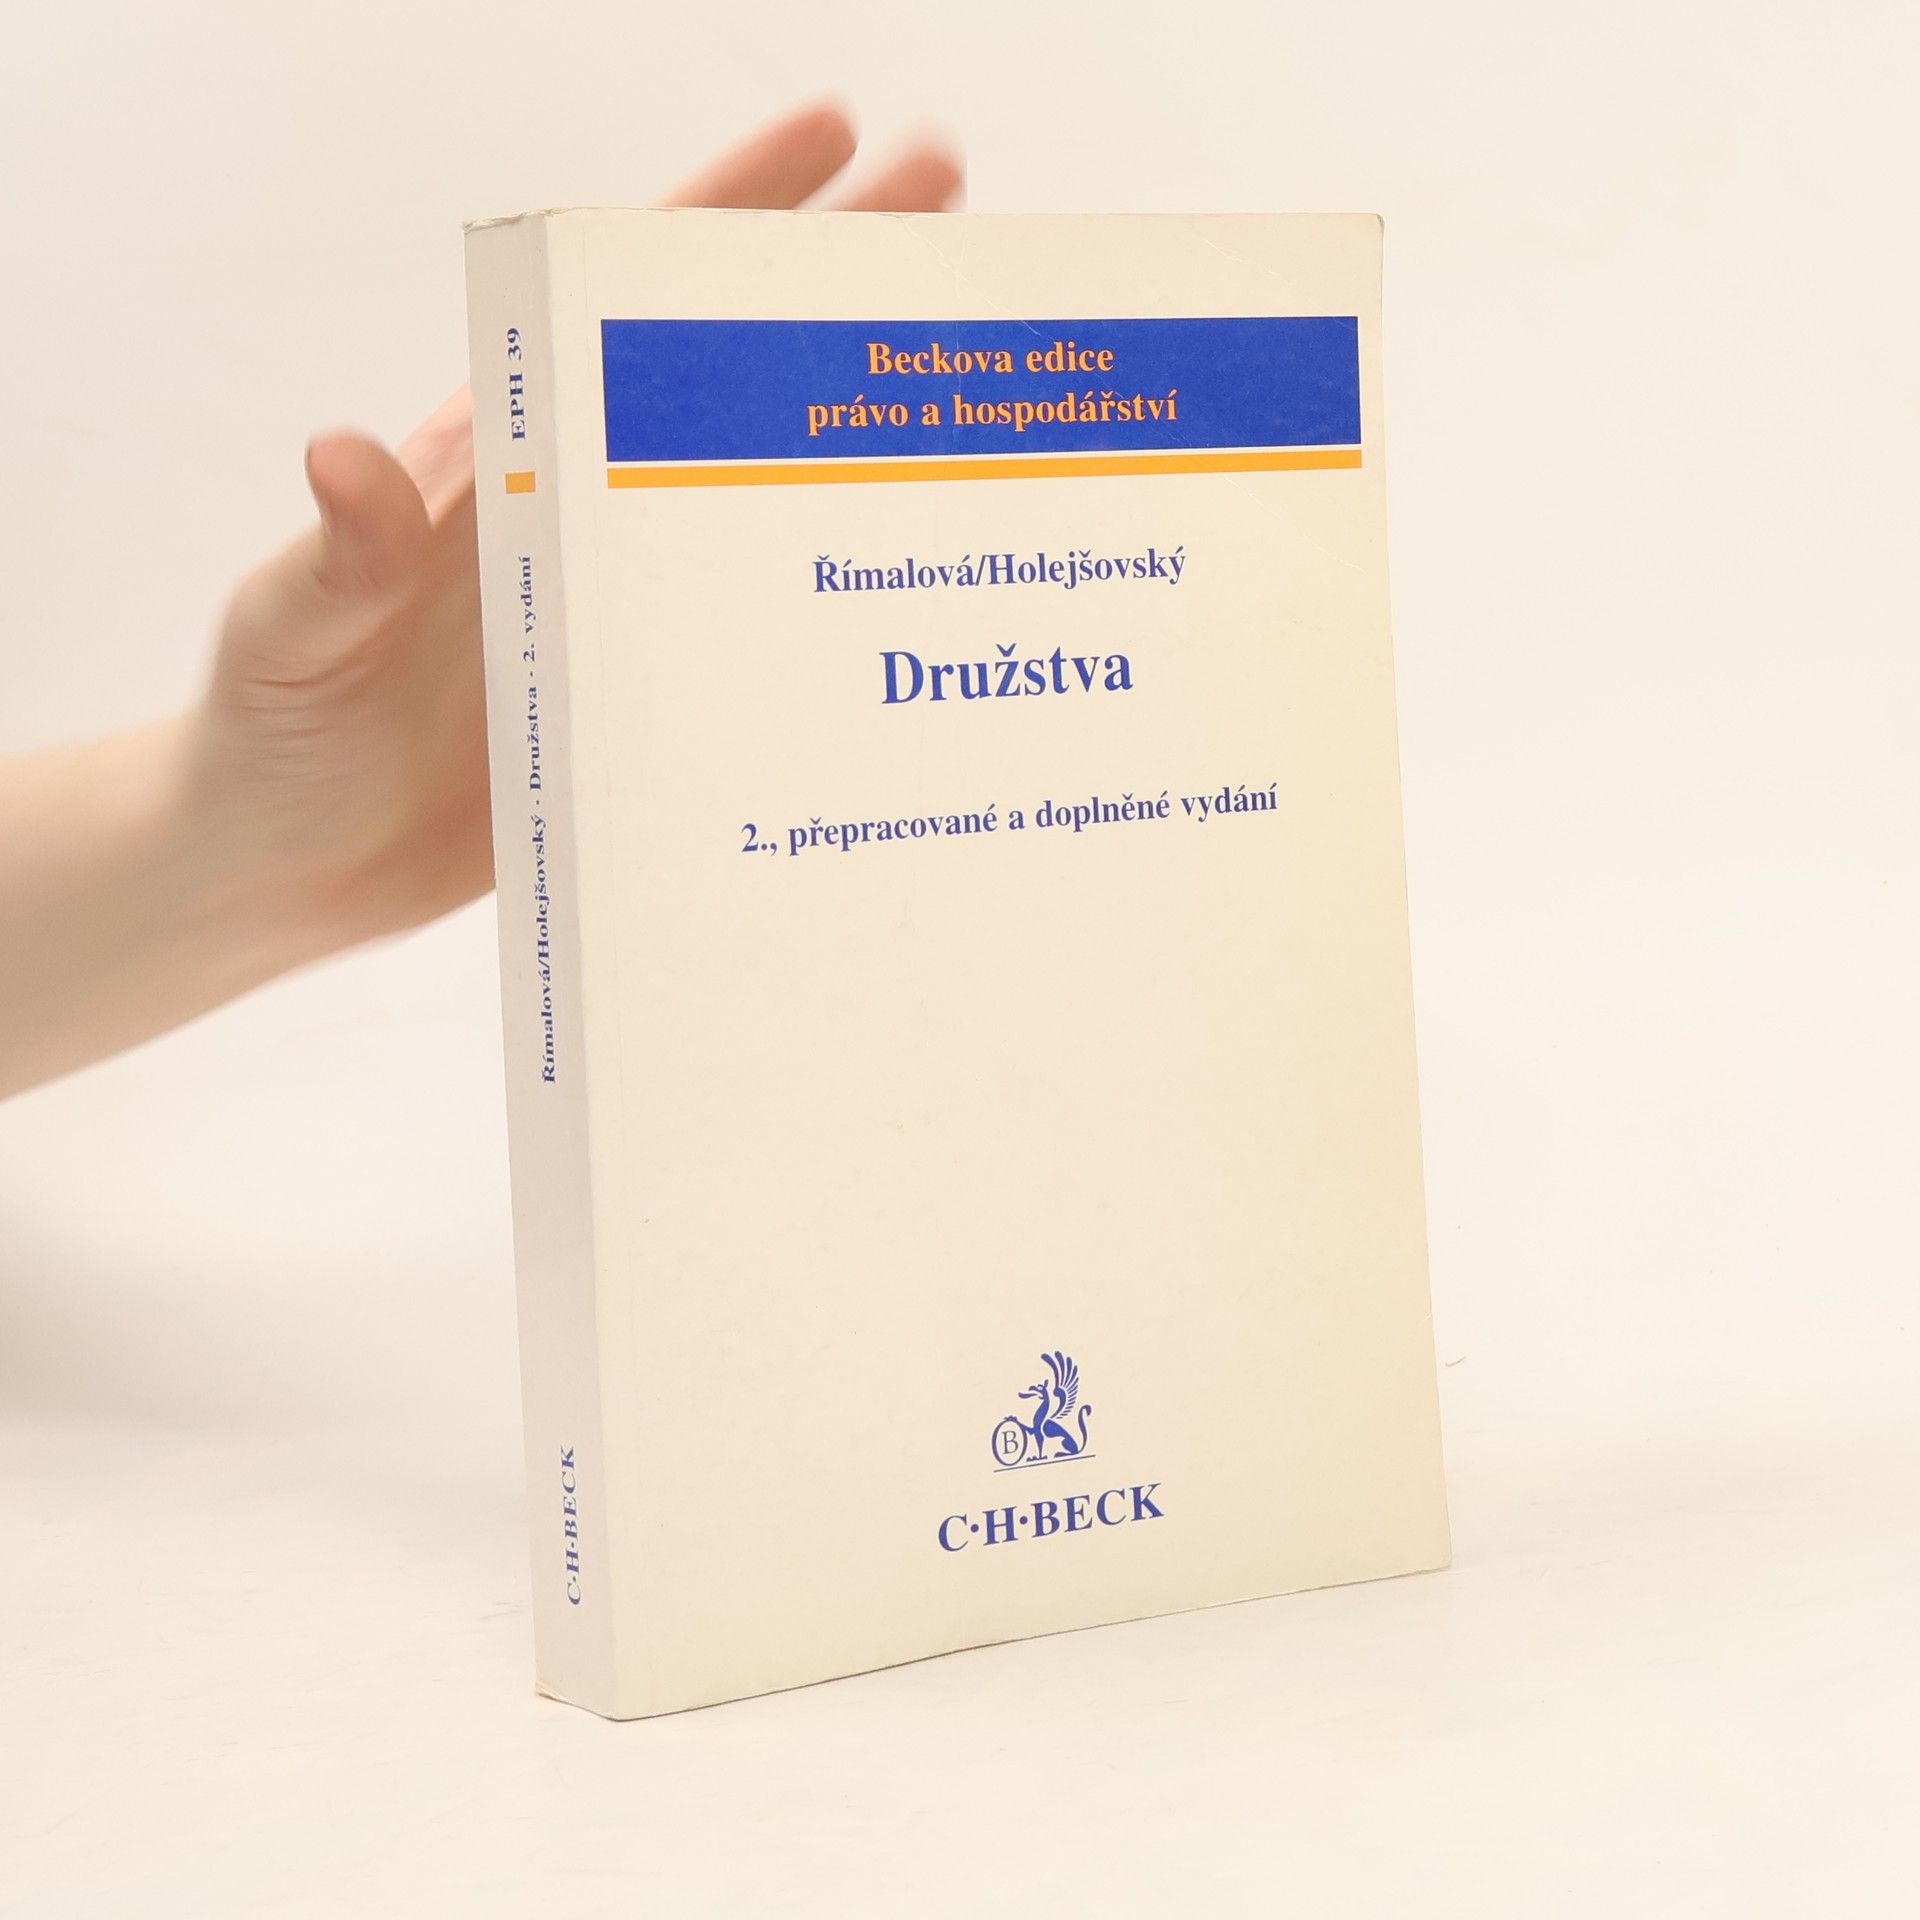 Beckova edice
právo a hospodářství
Římalová/Holejšovský
Družstva
2., přepracované a doplněné vydání
B
C·H·BECK
EPH 39
Římalová/Holejšovský · Družstva · 2. vydání
C·H·BECK